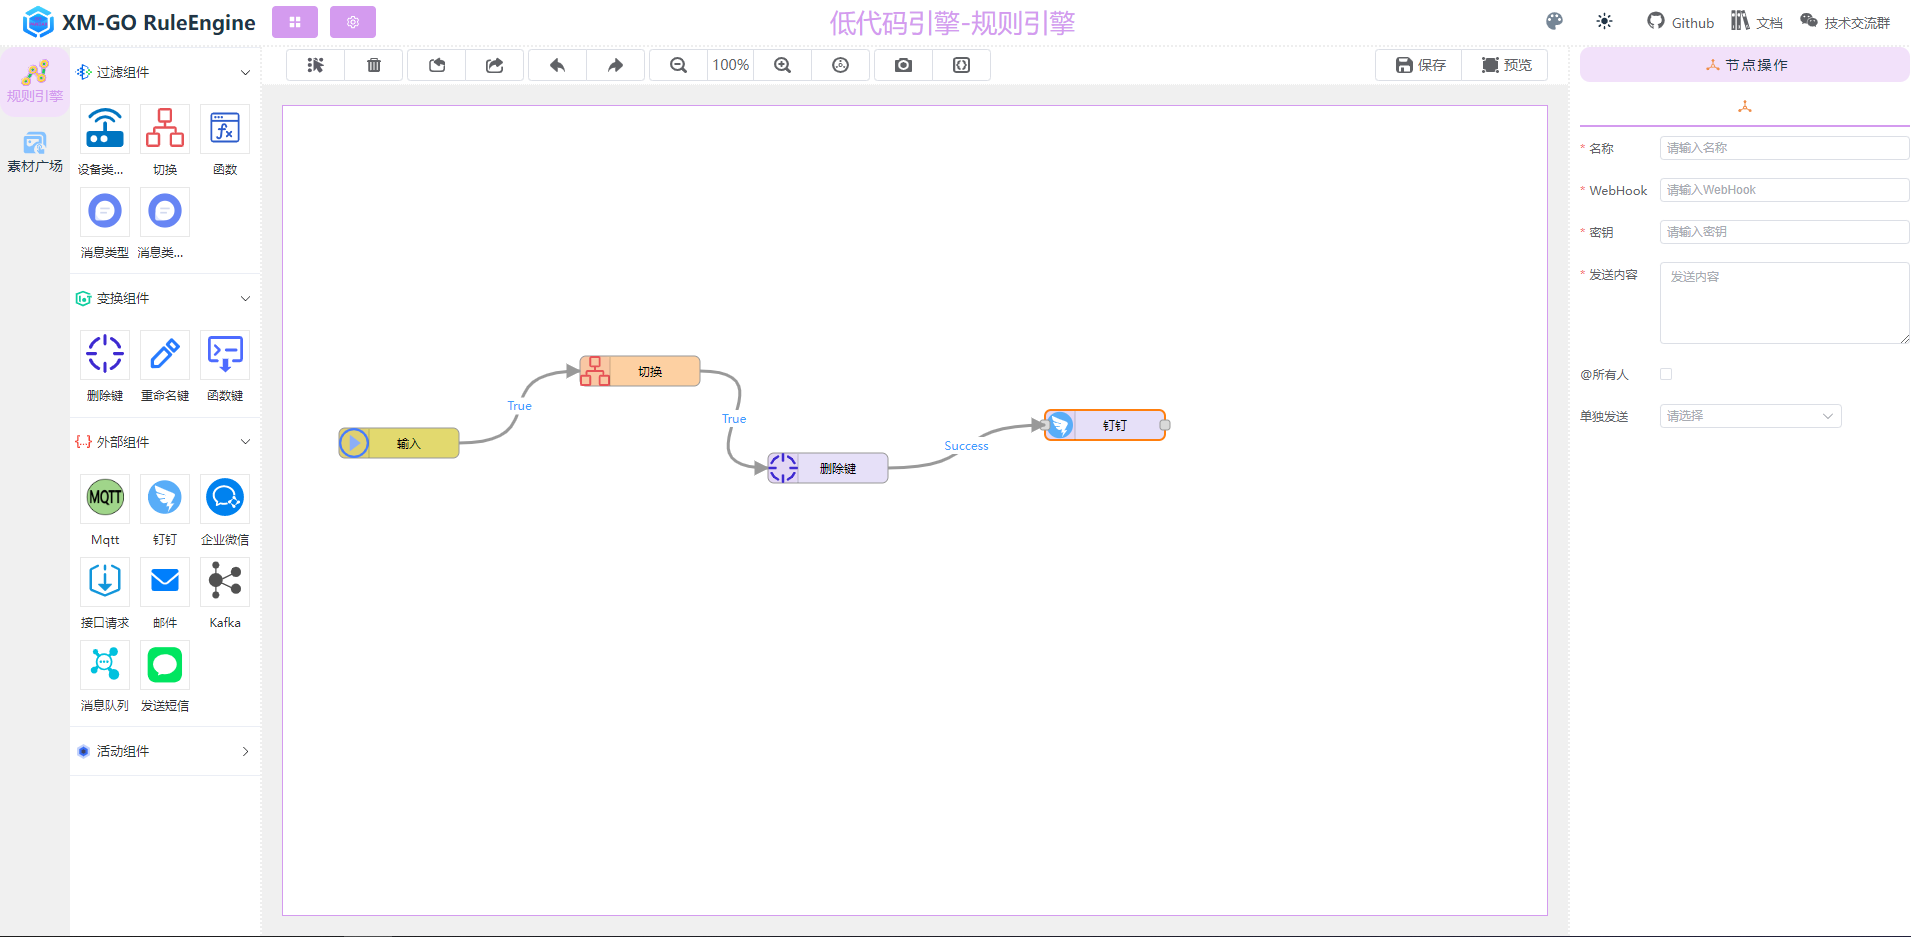 XM-GO RuleEngine
低代码引擎-规则引擎
Github
文档
技术交流群
规则引擎
素材广场
过滤组件
设备类...
切换
函数
消息类型
消息类...
变换组件
删除键
重命名键
函数键
外部组件
MQTT
Mqtt
钉钉
企业微信
接口请求
邮件
Kafka
消息队列
发送短信
活动组件
100%
保存
预览
输入
True
切换
True
删除键
Success
钉钉
节点操作
* 名称
请输入名称
* WebHook
请输入WebHook
* 密钥
请输入密钥
* 发送内容
发送内容
@所有人
单独发送
请选择